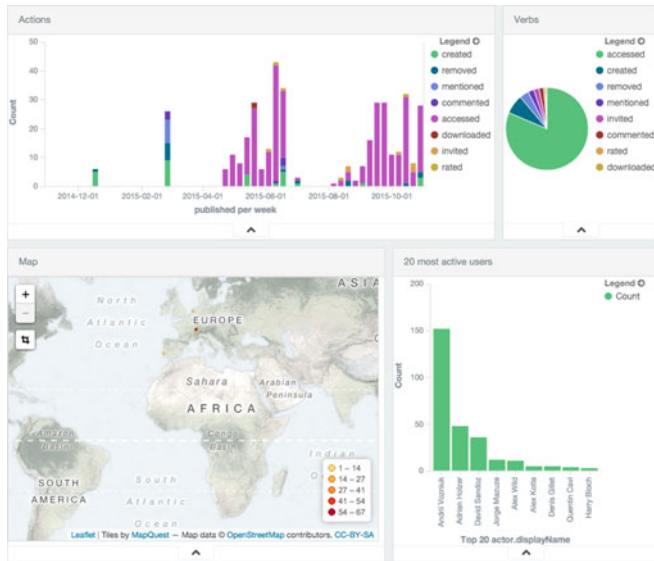 Actions
Legend
created
removed
mentioned
commented
accessed
downloaded
invited
rated
Count
50
40
30
20
10
0
2014-12-01
2015-02-01
2015-04-01
2015-06-01
2015-08-01
2015-10-01
published per week
Verbs
Legend
accessed
created
removed
mentioned
invited
commented
rated
downloaded
Map
+
−
North
Atlantic
Ocean
EUROPE
ASIA
Sahara
Arabian
Peninsula
AFRICA
Congo
Basin
Amazon
Basin
Indian
SOUTH
AMERICA
South
Atlantic
Ocean
1 – 14
14 – 27
27 – 41
41 – 54
54 – 67
Leaflet | Tiles by MapQuest — Map data © OpenStreetMap contributors, CC-BY-SA
20 most active users
Legend
Count
Count
200
150
100
50
0
Andrii Vozniuk
Adrian Holzer
David Sandoz
Jorge Mazuze
Alex Wild
Denis Gillet
Quentin Cavi
Harry Bloch
Top 20 actor.displayName